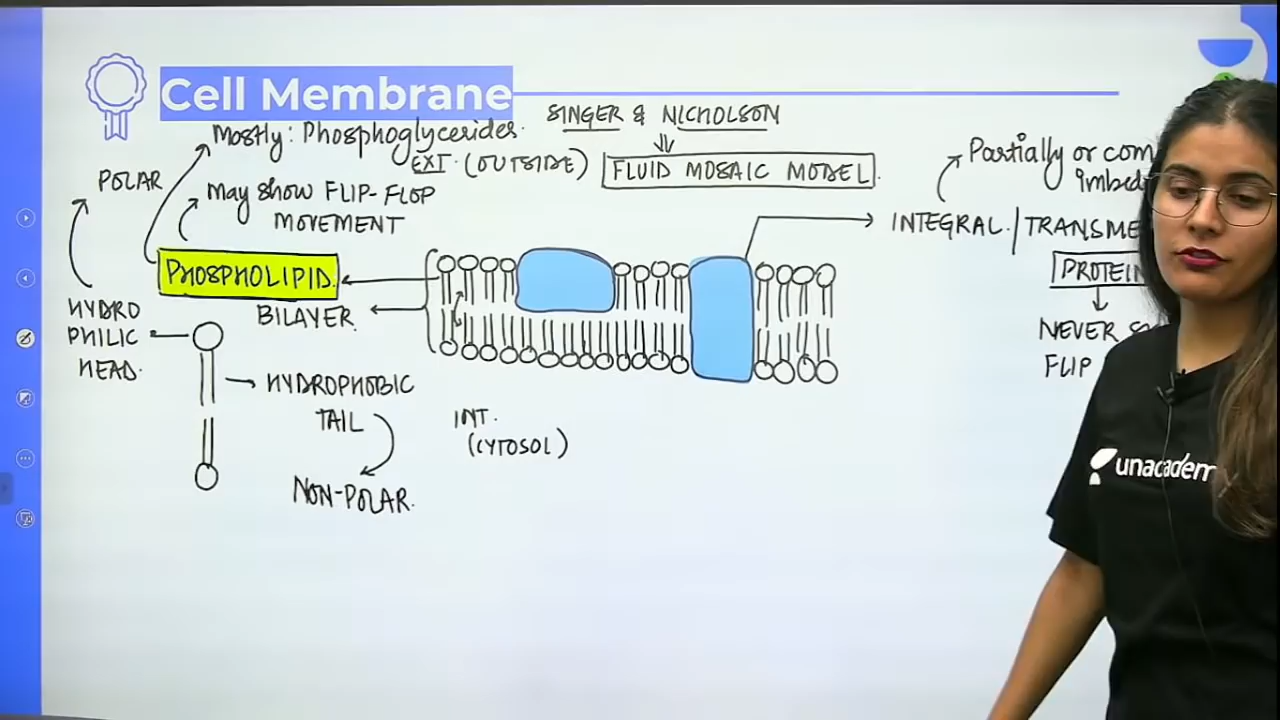 Cell Membrane
SINGER & NICHOLSON
Mostly: Phosphoglycerides.
EXT. (OUTSIDE)
FLUID MOSAIC MODEL.
Partially or com
imbed
POLAR
May show FLIP-FLOP
MOVEMENT
INTEGRAL / TRANSME
PHOSPHOLIPID.
PROTEIN
BILAYER.
HYDRO
PHILIC
HEAD.
NEVER
FLIP
HYDROPHOBIC
TAIL
INT.
(CYTOSOL)
NON-POLAR.
unacadem